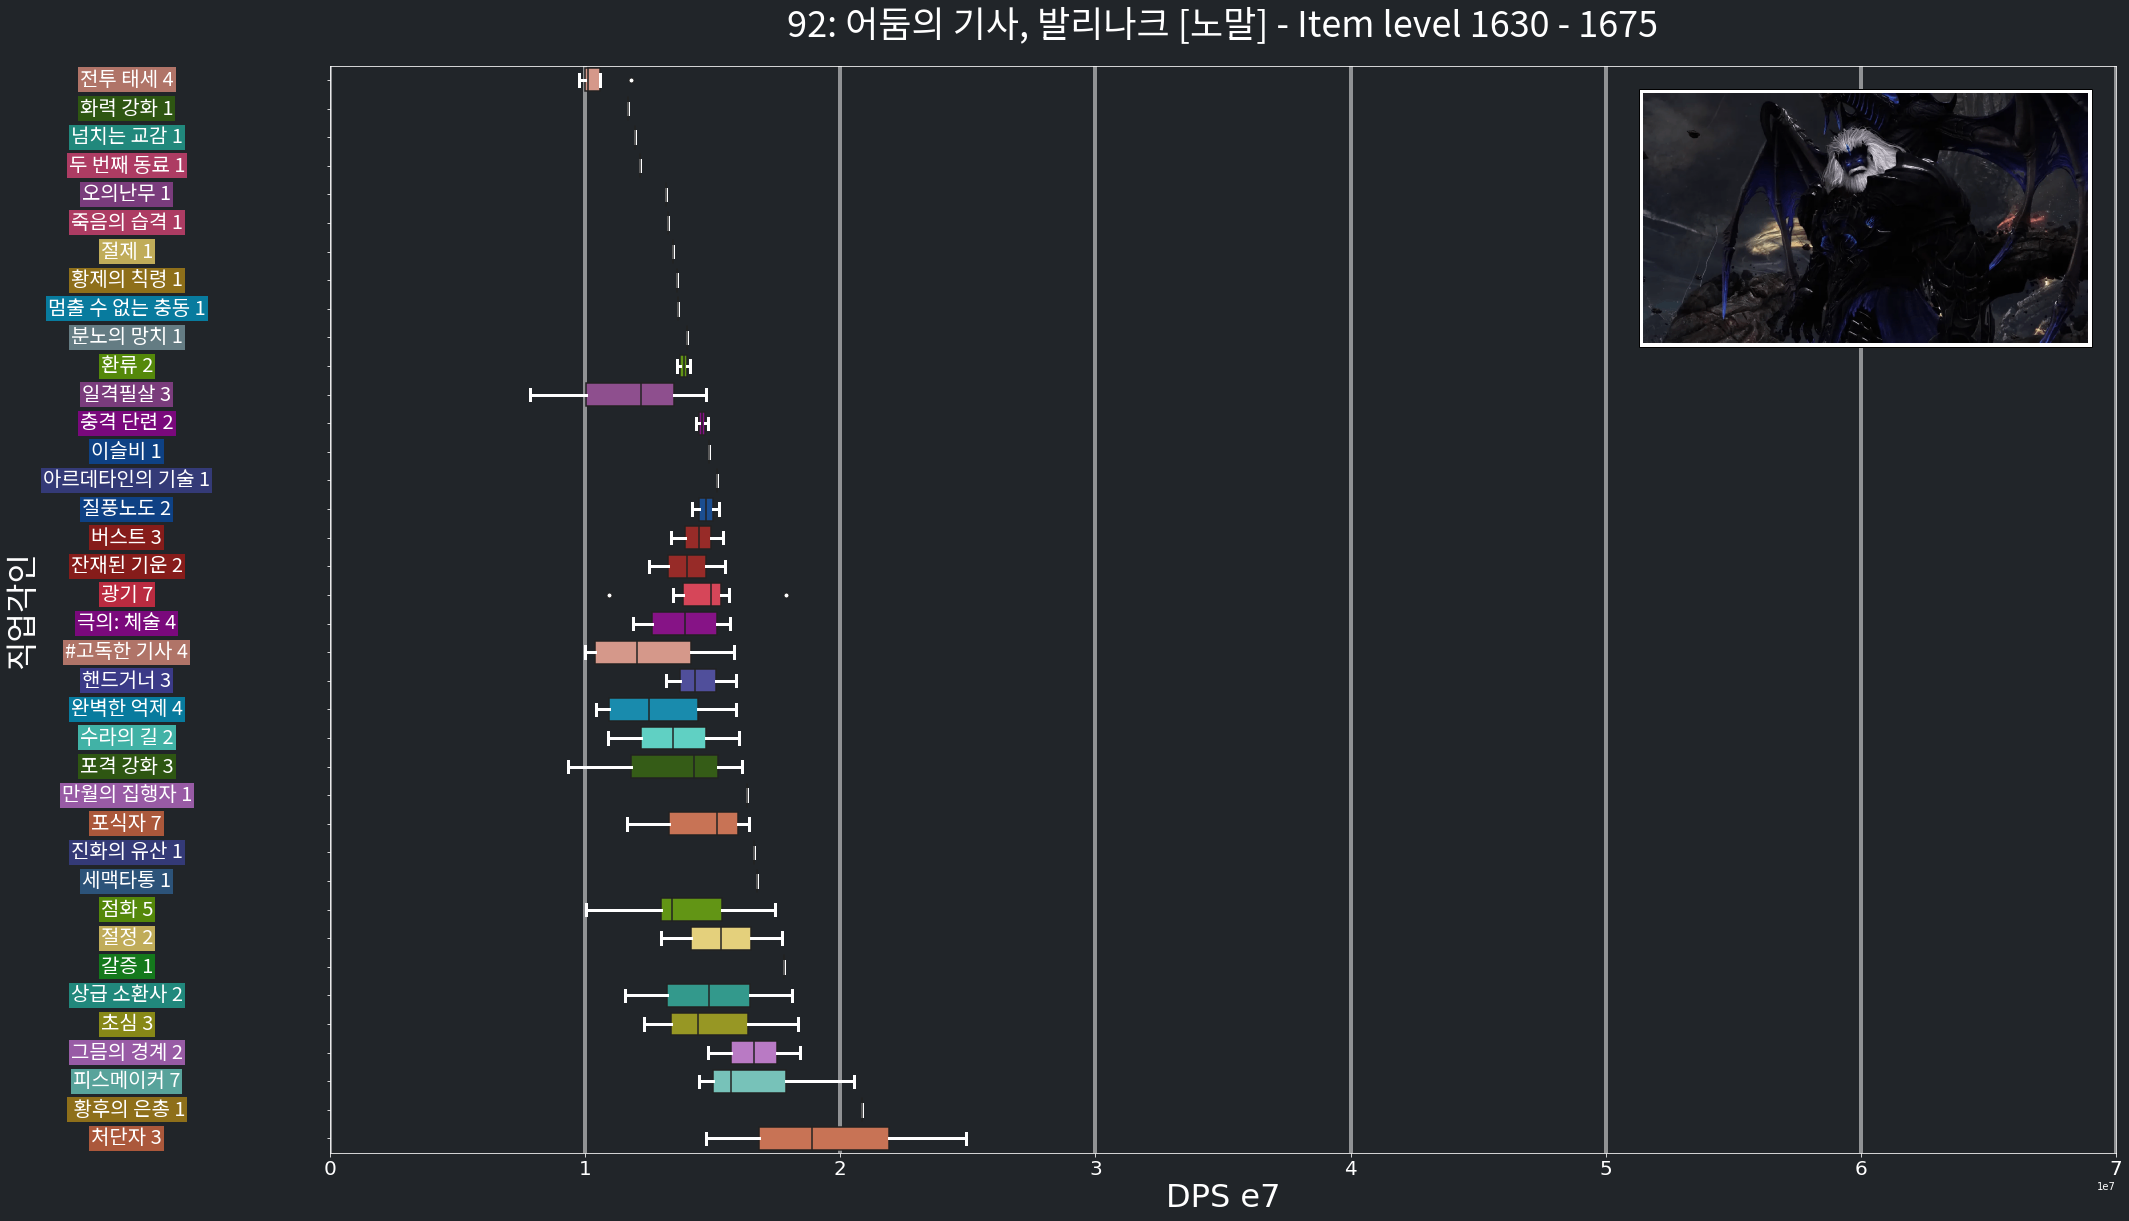 92: 어둠의 기사, 발리나크 [노말] - Item level 1630 - 1675
직업각인
전투 태세 4
화력 강화 1
넘치는 교감 1
두 번째 동료 1
오의난무 1
죽음의 습격 1
절제 1
황제의 칙령 1
멈출 수 없는 충동 1
분노의 망치 1
환류 2
일격필살 3
충격 단련 2
이슬비 1
아르데타인의 기술 1
질풍노도 2
버스트 3
잔재된 기운 2
광기 7
극의: 체술 4
#고독한 기사 4
핸드거너 3
완벽한 억제 4
수라의 길 2
포격 강화 3
만월의 집행자 1
포식자 7
진화의 유산 1
세맥타통 1
점화 5
절정 2
갈증 1
상급 소환사 2
초심 3
그믐의 경계 2
피스메이커 7
황후의 은총 1
처단자 3
0 1 2 3 4 5 6 7
1e7
DPS e7